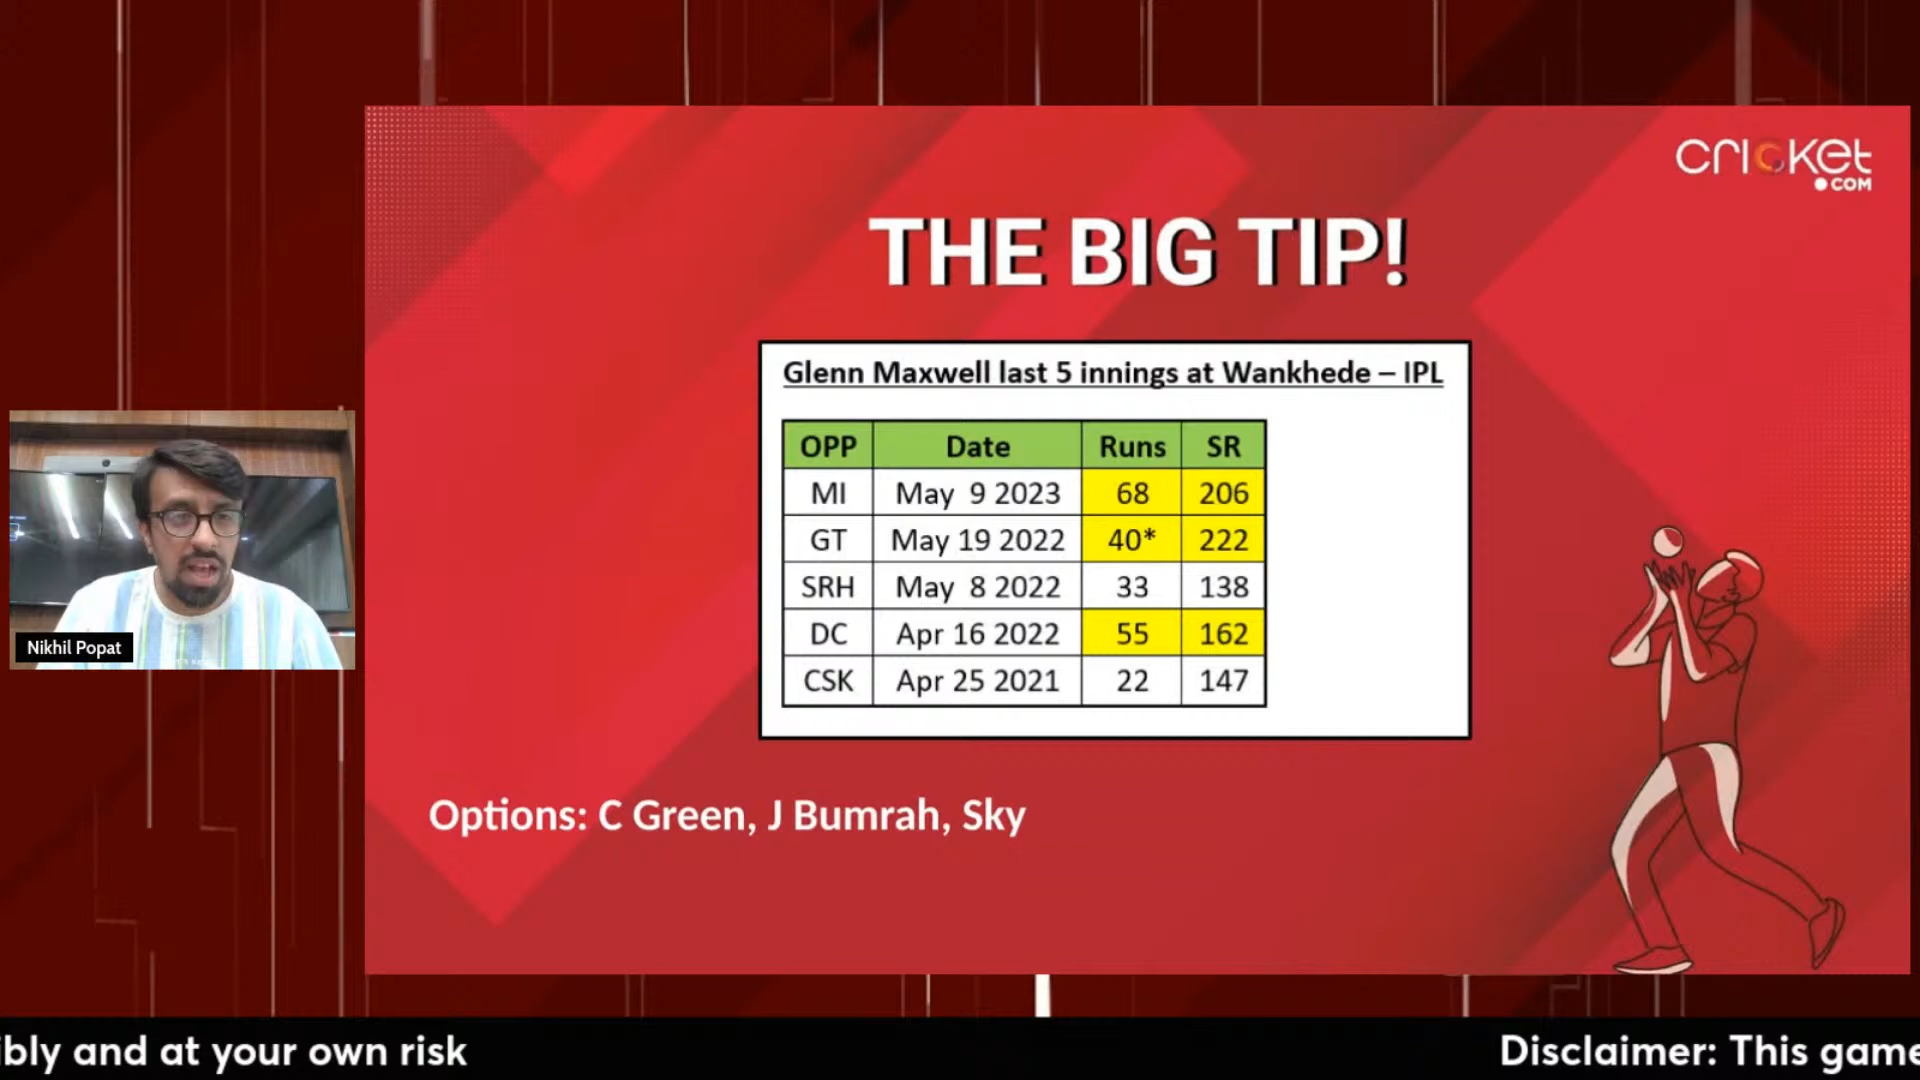 cricket
.COM
THE BIG TIP!
Glenn Maxwell last 5 innings at Wankhede – IPL
OPP Date Runs SR
MI May 9 2023 68 206
GT May 19 2022 40* 222
SRH May 8 2022 33 138
DC Apr 16 2022 55 162
CSK Apr 25 2021 22 147
Nikhil Popat
Options: C Green, J Bumrah, Sky
ibly and at your own risk
Disclaimer: This game